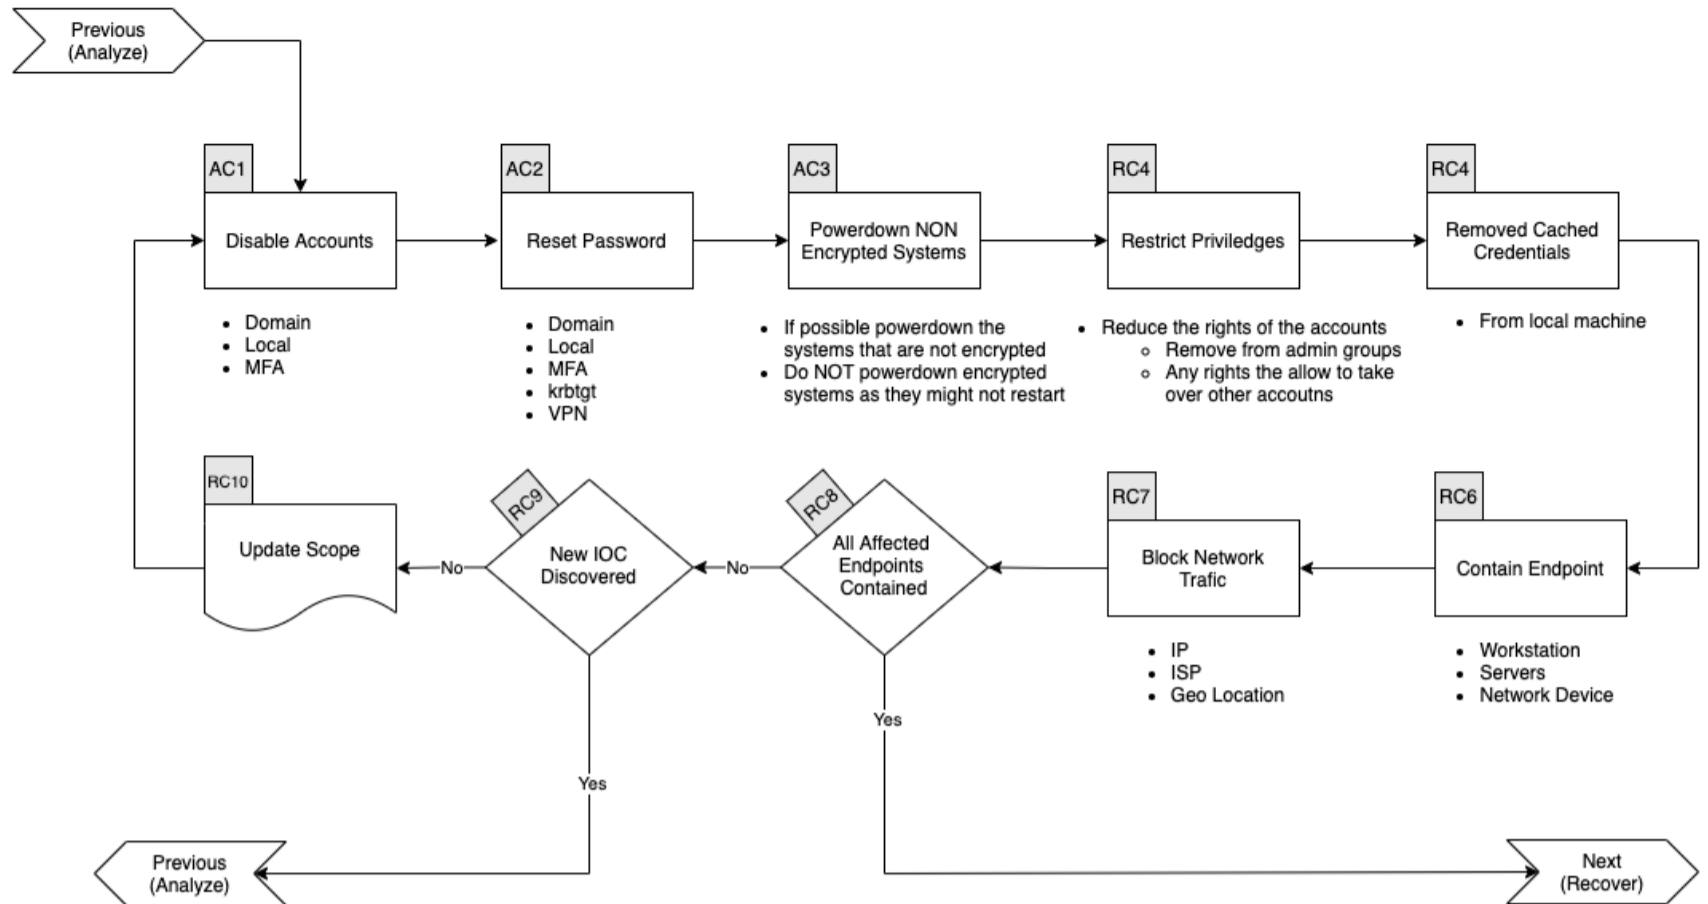 Previous
(Analyze)
AC1
Disable Accounts
• Domain
• Local
• MFA
AC2
Reset Password
• Domain
• Local
• MFA
• krbtgt
• VPN
AC3
Powerdown NON
Encrypted Systems
• If possible powerdown the
systems that are not encrypted
• Do NOT powerdown encrypted
systems as they might not restart
RC4
Restrict Priviledges
• Reduce the rights of the accounts
○ Remove from admin groups
○ Any rights the allow to take
over other accoutns
RC4
Removed Cached
Credentials
• From local machine
RC6
Contain Endpoint
• Workstation
• Servers
• Network Device
RC7
Block Network
Trafic
• IP
• ISP
• Geo Location
RC8
All Affected
Endpoints
Contained
No
Yes
RC9
New IOC
Discovered
No
Yes
RC10
Update Scope
Previous
(Analyze)
Next
(Recover)